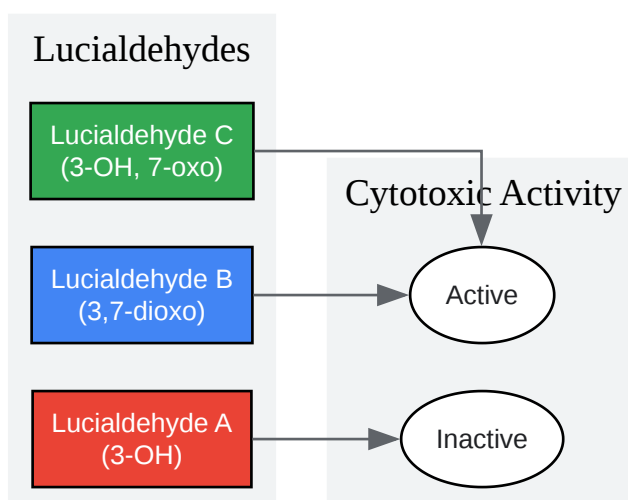 Lucialdehydes
Lucialdehyde C
(3-OH, 7-oxo)
Cytotoxic Activity
Lucialdehyde B
(3,7-dioxo)
Active
Lucialdehyde A
(3-OH)
Inactive